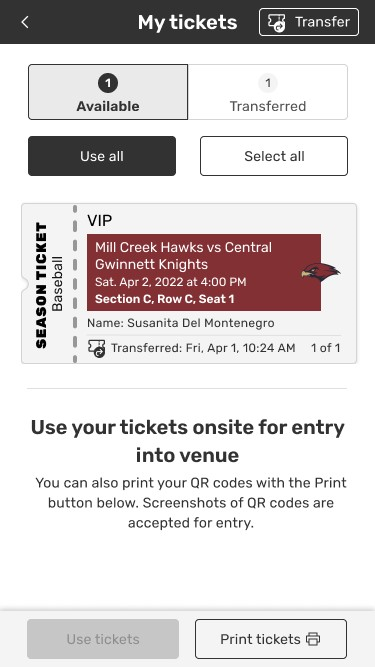 My tickets
Transfer
1
Available
1
Transferred
Use all
Select all
SEASON TICKET
Baseball
VIP
Mill Creek Hawks vs Central
Gwinnett Knights
Sat. Apr 2, 2022 at 4:00 PM
Section C, Row C, Seat 1
Name: Susanita Del Montenegro
Transferred: Fri, Apr 1, 10:24 AM 1 of 1
Use your tickets onsite for entry
into venue
You can also print your QR codes with the Print
button below. Screenshots of QR codes are
accepted for entry.
Use tickets
Print tickets